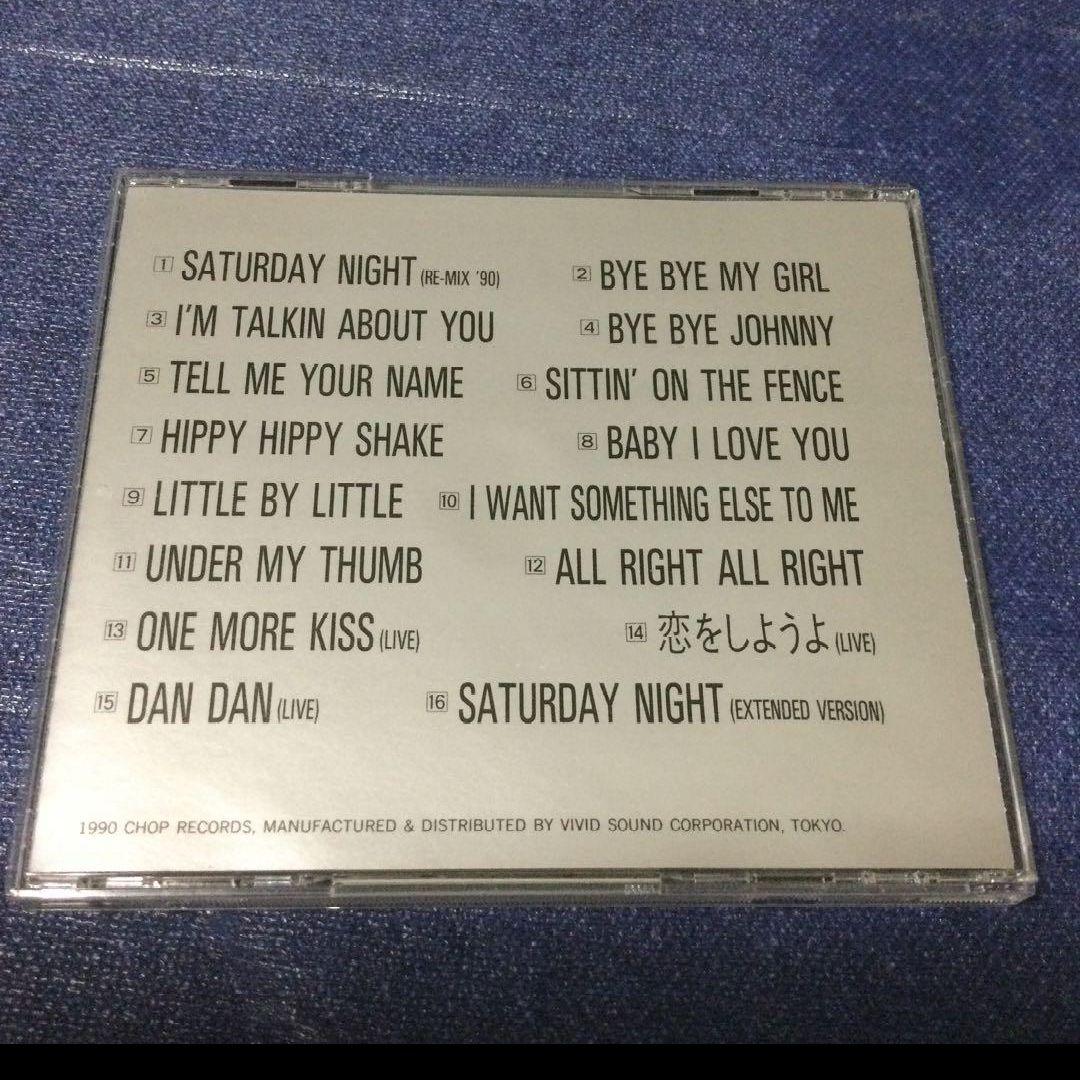 1 SATURDAY NIGHT (RE-MIX '90) 2 BYE BYE MY GIRL
3 I'M TALKIN ABOUT YOU 4 BYE BYE JOHNNY
5 TELL ME YOUR NAME 6 SITTIN' ON THE FENCE
7 HIPPY HIPPY SHAKE 8 BABY I LOVE YOU
9 LITTLE BY LITTLE 10 I WANT SOMETHING ELSE TO ME
11 UNDER MY THUMB 12 ALL RIGHT ALL RIGHT
13 ONE MORE KISS (LIVE) 14 恋をしようよ (LIVE)
15 DAN DAN (LIVE) 16 SATURDAY NIGHT (EXTENDED VERSION)
1990 CHOP RECORDS, MANUFACTURED & DISTRIBUTED BY VIVID SOUND CORPORATION, TOKYO.